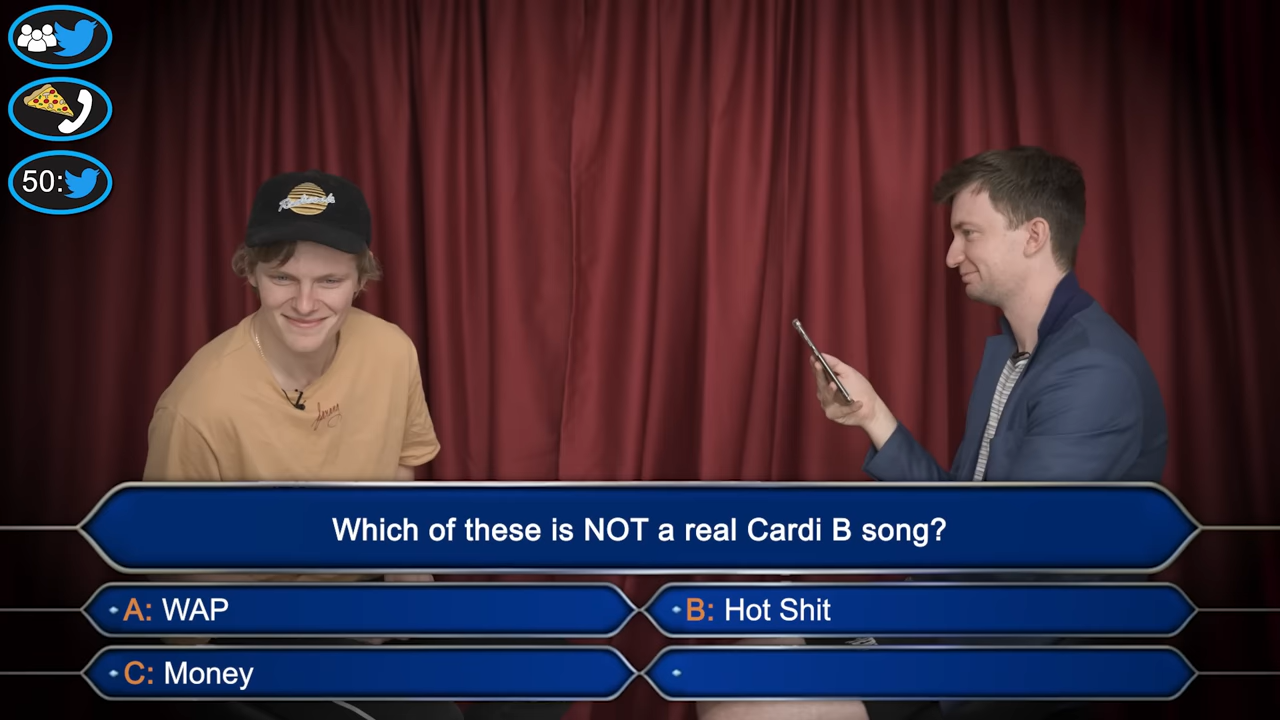 50:
Which of these is NOT a real Cardi B song?
A: WAP
B: Hot Shit
C: Money